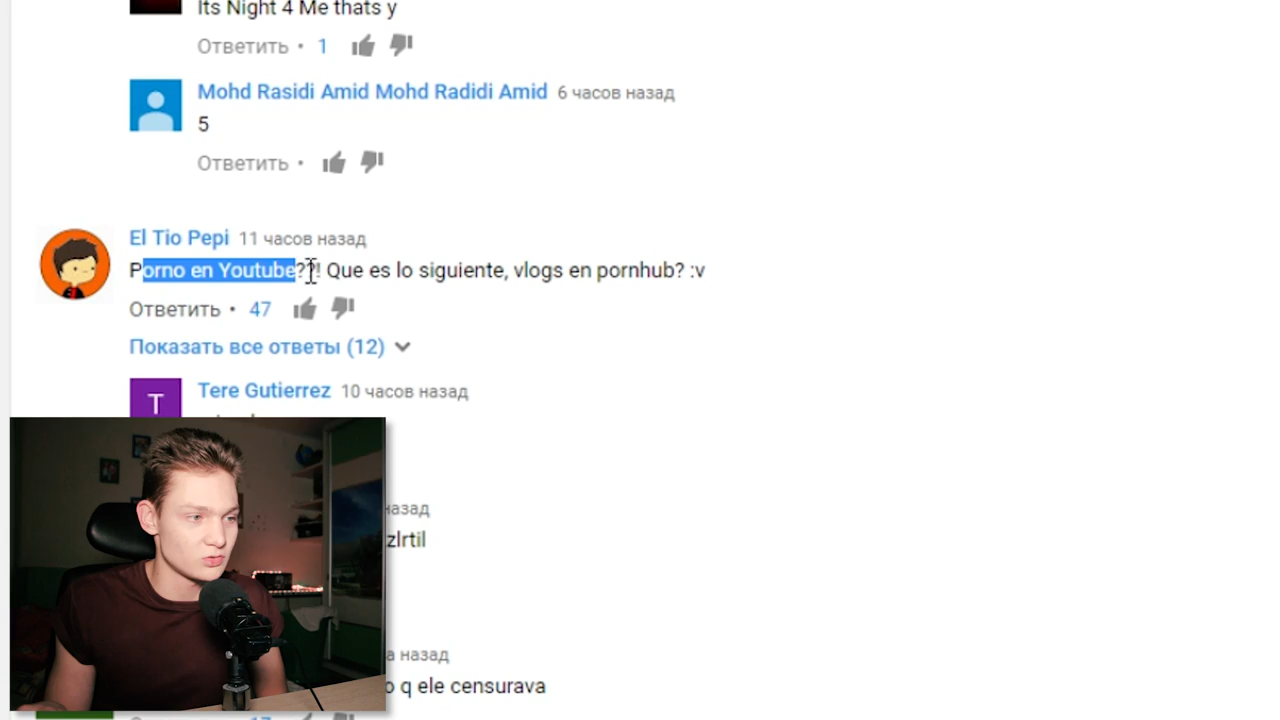 Its Night 4 Me thats y
Ответить • 1
Mohd Rasidi Amid Mohd Radidi Amid 6 часов назад
5
Ответить •
El Tio Pepi 11 часов назад
Porno en Youtube??! Que es lo siguiente, vlogs en pornhub? :v
Ответить • 47
Показать все ответы (12)
T
Tere Gutierrez 10 часов назад
назад
zlrtil
назад
q ele censurava